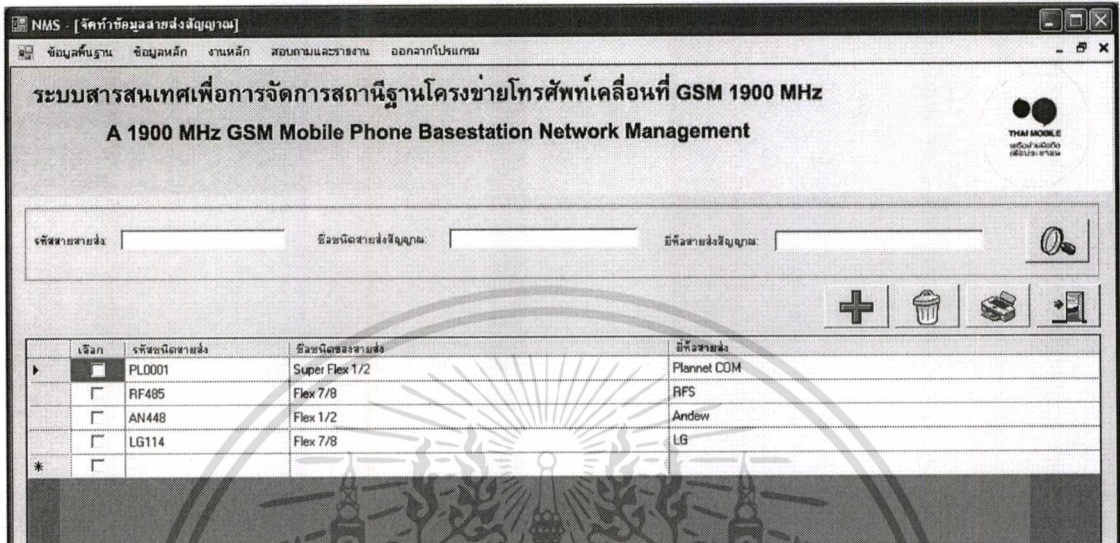 NMS - [จัดทำข้อมูลสายส่งสัญญาณ]
ข้อมูลพื้นฐาน ข้อมูลหลัก งานหลัก สอบถามและรายงาน ออกจากโปรแกรม
ระบบสารสนเทศเพื่อการจัดการสถานีฐานโครงข่ายโทรศัพท์เคลื่อนที่ GSM 1900 MHz
A 1900 MHz GSM Mobile Phone Basestation Network Management
THAI MOBILE
รหัสสายสายส่ง: ชื่อชนิดสายส่งสัญญาณ: ยี่ห้อสายส่งสัญญาณ:
เลือก รหัสชนิดสายส่ง ชื่อชนิดของสายส่ง ยี่ห้อสายส่ง
PL0001 Super Flex 1/2 Plannet COM
RF485 Flex 7/8 RFS
AN448 Flex 1/2 Andew
LG114 Flex 7/8 LG
*